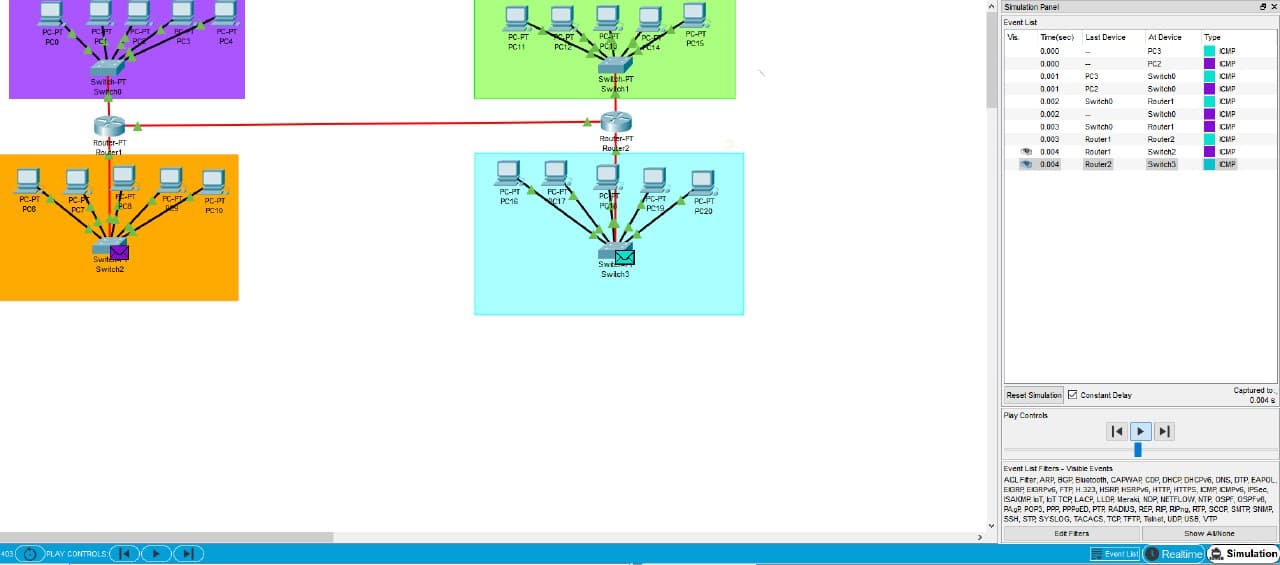 PC-PT PC-PT PC-PT PC-PT
PC0 PC3 PC4
Switch-PT
Switch0
Router-PT
Router1
PC-PT PC-PT PC-PT PC-PT PC-PT
PC6 PC7 PC8 PC9 PC10
Switch2
PC-PT PC-PT PC-PT PC-PT
PC11 PC12 PC13 PC14 PC15
Switch-PT
Switch1
Router-PT
Router2
PC-PT PC-PT PC-PT PC-PT PC-PT
PC16 PC17 PC18 PC19 PC20
Switch3
Simulation Panel
Event List
Vis. Time(sec) Last Device At Device Type
0.000 -- PC3 ICMP
0.000 -- PC2 ICMP
0.001 PC3 Switch0 ICMP
0.001 PC2 Switch0 ICMP
0.002 Switch0 Router1 ICMP
0.002 -- Switch0 ICMP
0.003 Switch0 Router1 ICMP
0.003 Router1 Router2 ICMP
0.004 Router1 Switch2 ICMP
0.004 Router2 Switch3 ICMP
Reset Simulation Constant Delay Captured to:
0.004 s
Play Controls
Event List Filters - Visible Events
ACL Filter, ARP, BGP, Bluetooth, CAPWAP, CDP, DHCP, DHCPv6, DNS, DTP, EAPOL,
EIGRP, EIGRPv6, FTP, H.323, HSRP, HSRPv6, HTTP, HTTPS, ICMP, ICMPv6, IPSec,
ISAKMP, IoT, IoT TCP, LACP, LLDP, Meraki, NDP, NETFLOW, NTP, OSPF, OSPFv6,
PAgP, POP3, PPP, PPPoED, PTP, RADIUS, REP, RIP, RIPng, RTP, SCCP, SMTP, SNMP,
SSH, STP, SYSLOG, TACACS, TCP, TFTP, Telnet, UDP, USB, VTP
Edit Filters Show All/None
403 PLAY CONTROLS: Event List Realtime Simulation